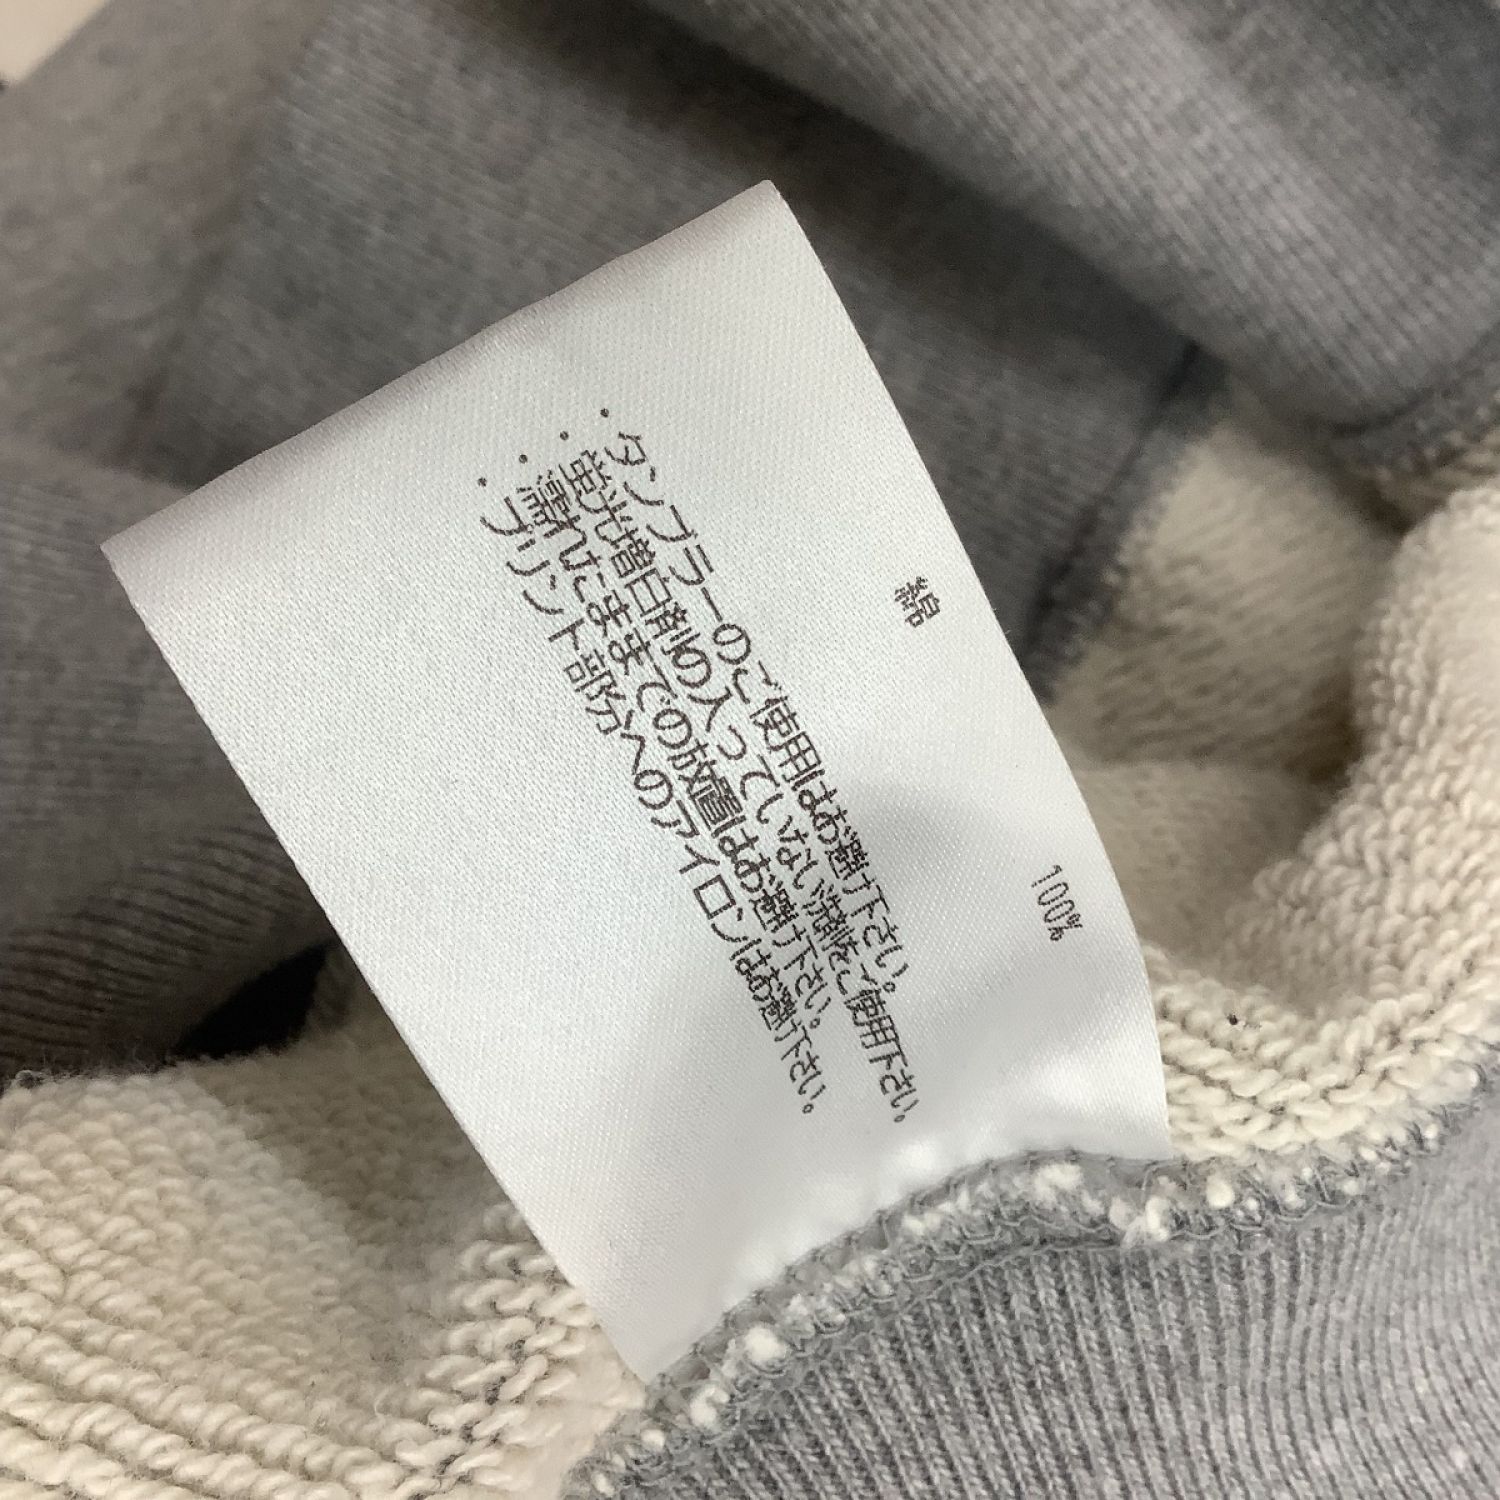 綿 100%
・タンブラーのご使用はお避け下さい。
・蛍光増白剤の入っていない洗剤をご使用下さい。
・濡れたままでの放置はお避け下さい。
・プリント部分へのアイロンはお避け下さい。